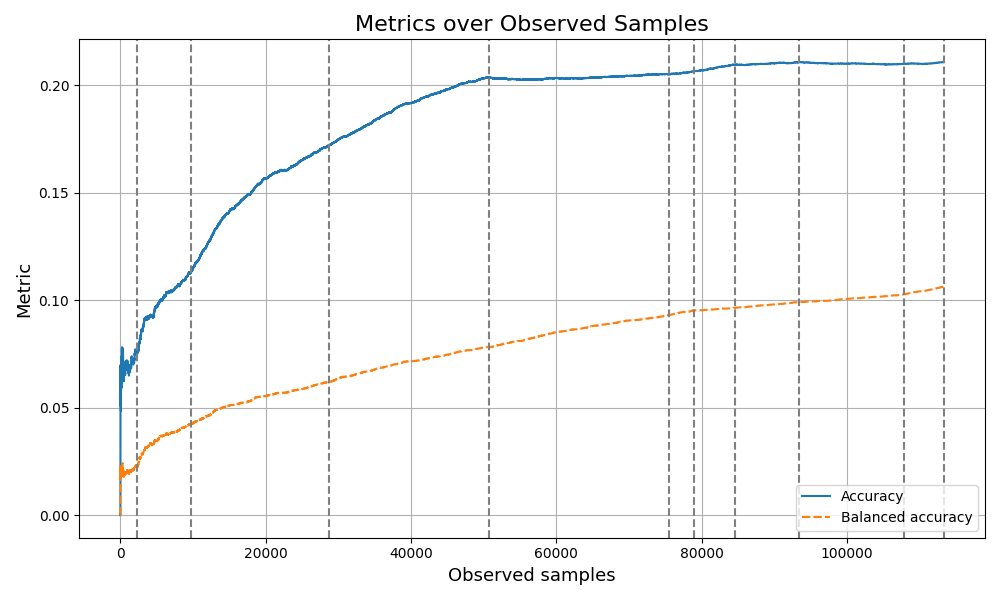 Metrics over Observed Samples
Metric
0.20
0.15
0.10
0.05
0.00
0 20000 40000 60000 80000 100000
Observed samples
Accuracy
Balanced accuracy